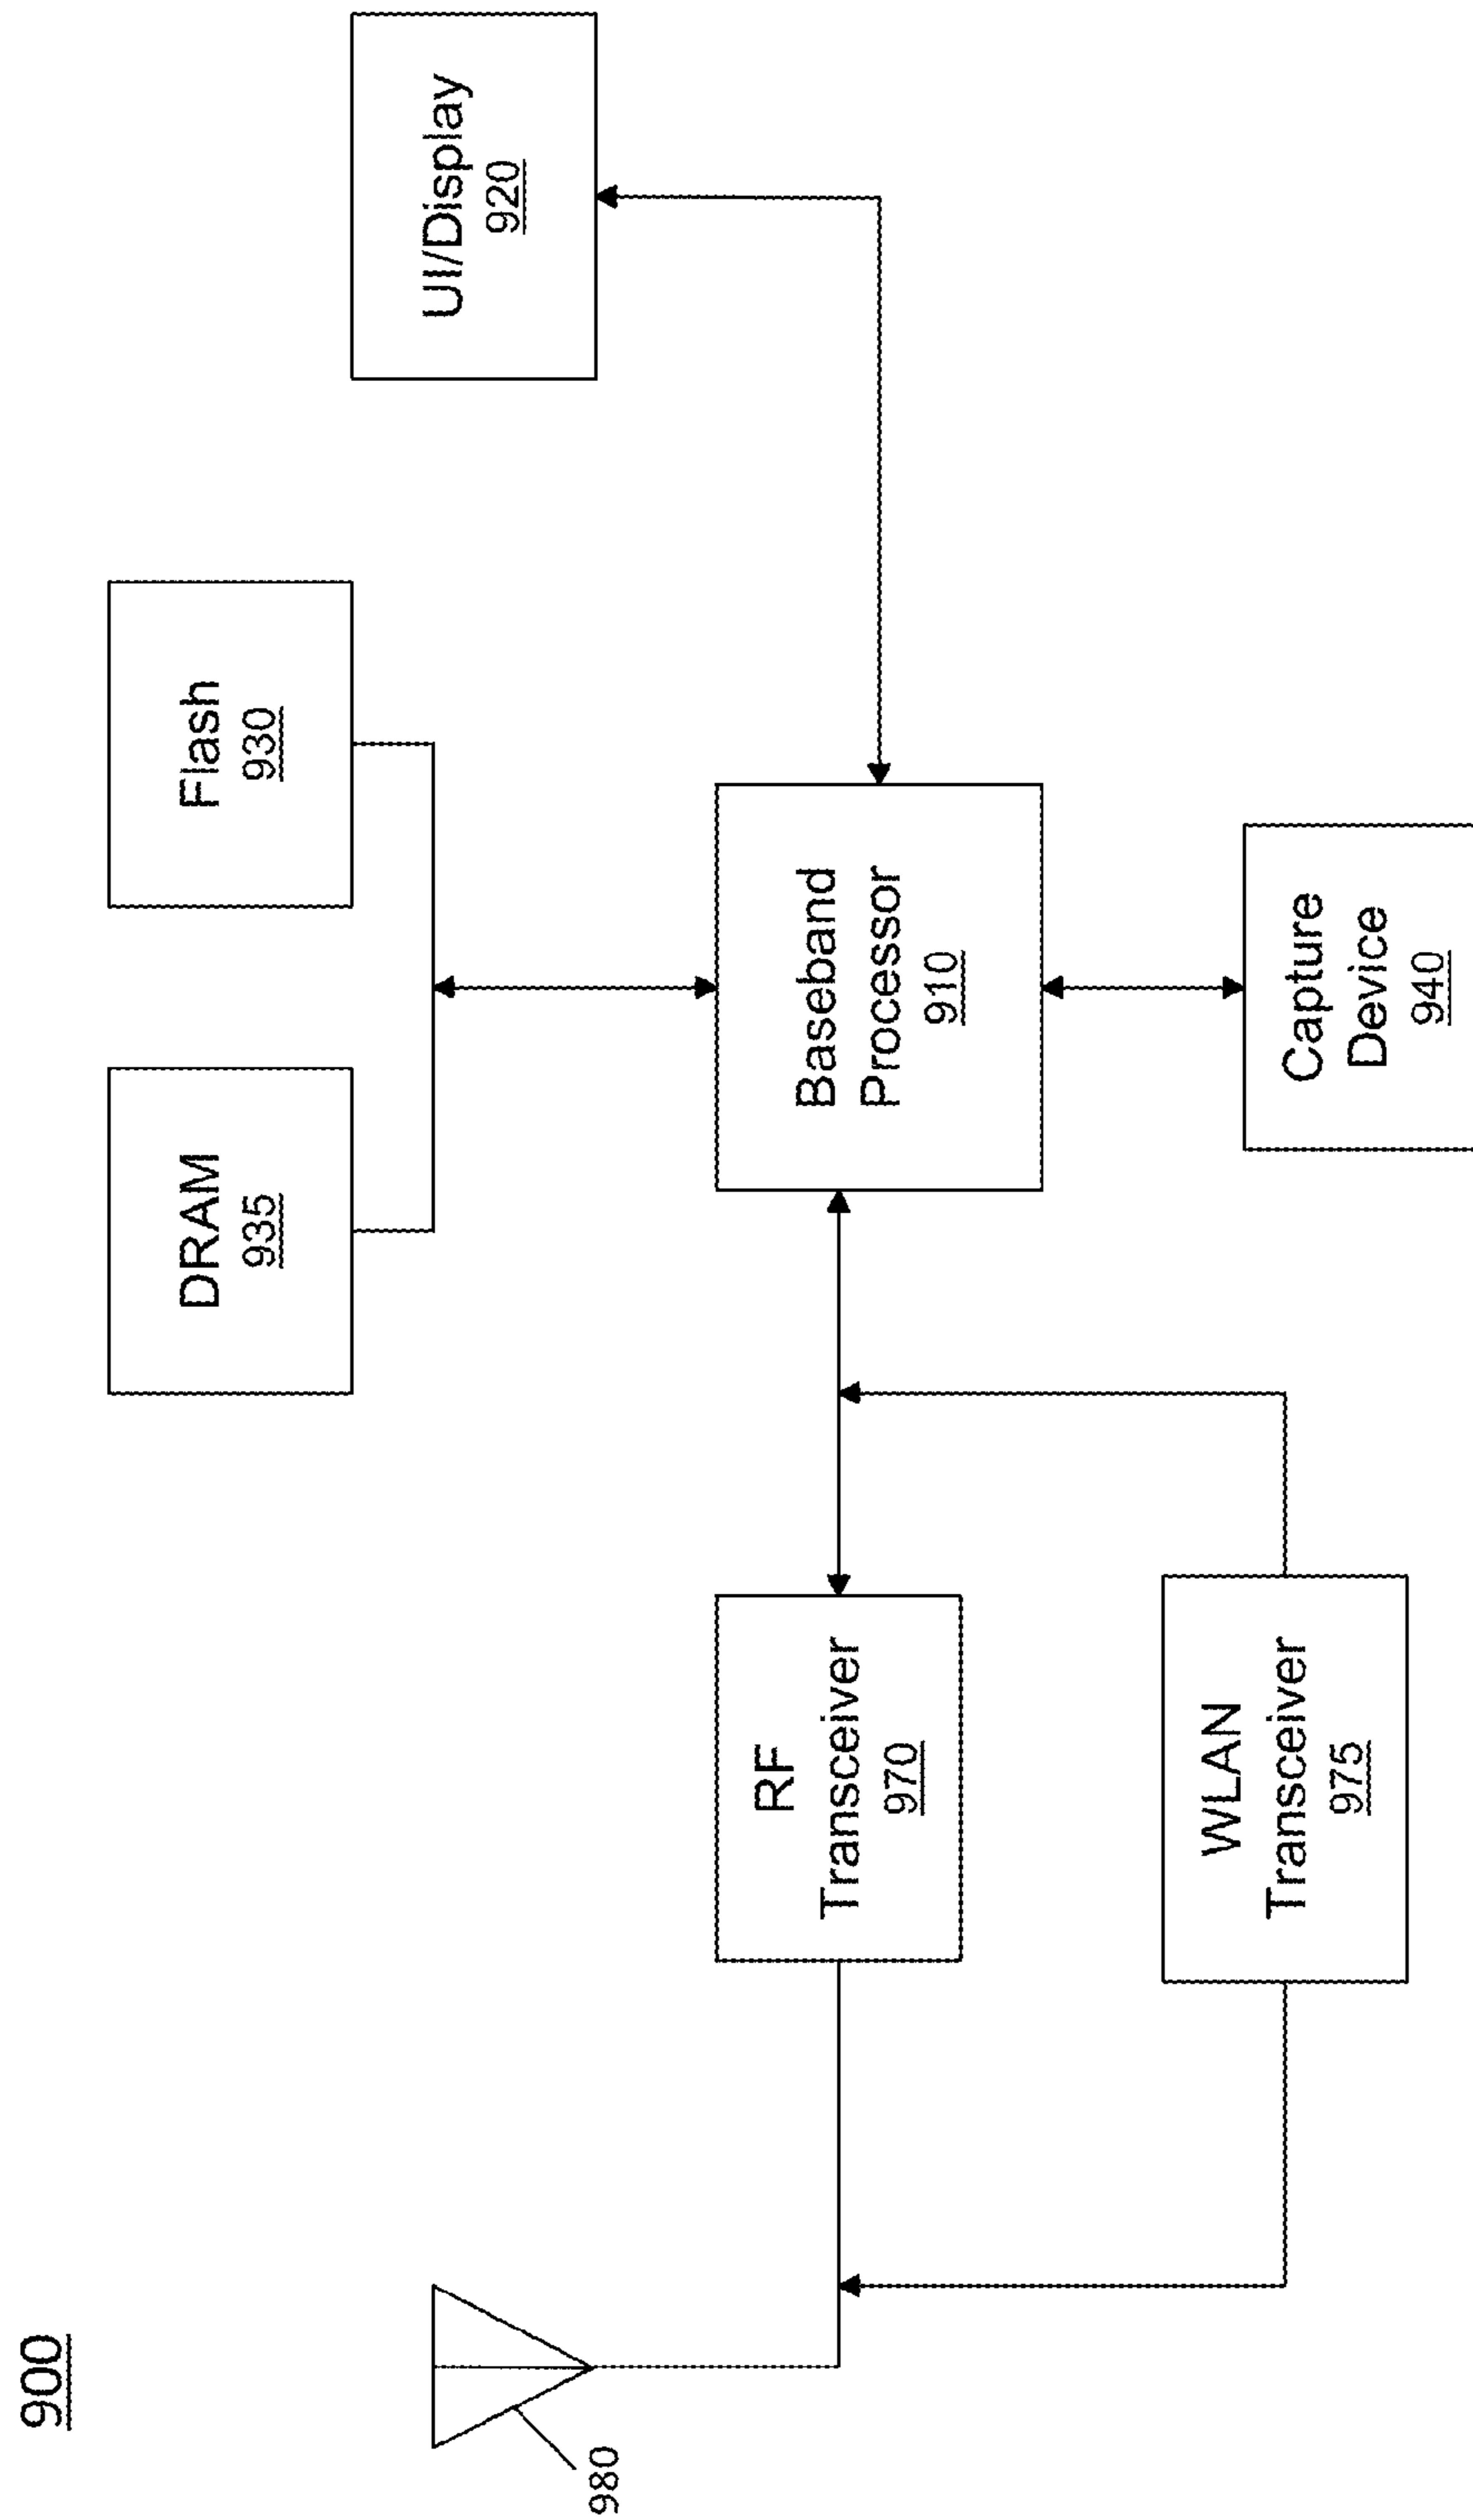 900
980
DRAM
935
Flash
930
UI/Display
920
RF
Transceiver
970
Baseband
Processor
910
WLAN
Transceiver
975
Capture
Device
940